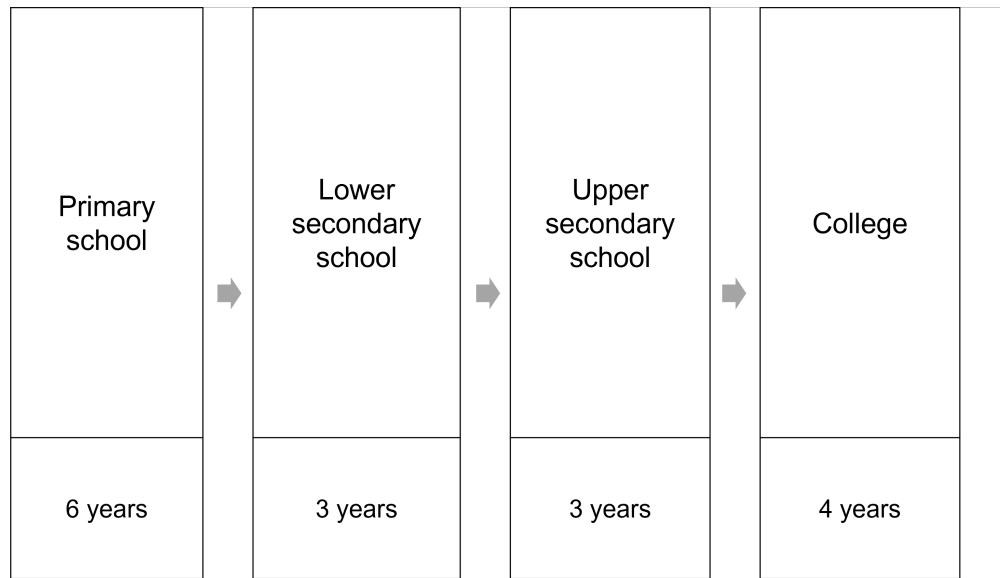 Primary
school
Lower
secondary
school
Upper
secondary
school
College
6 years
3 years
3 years
4 years